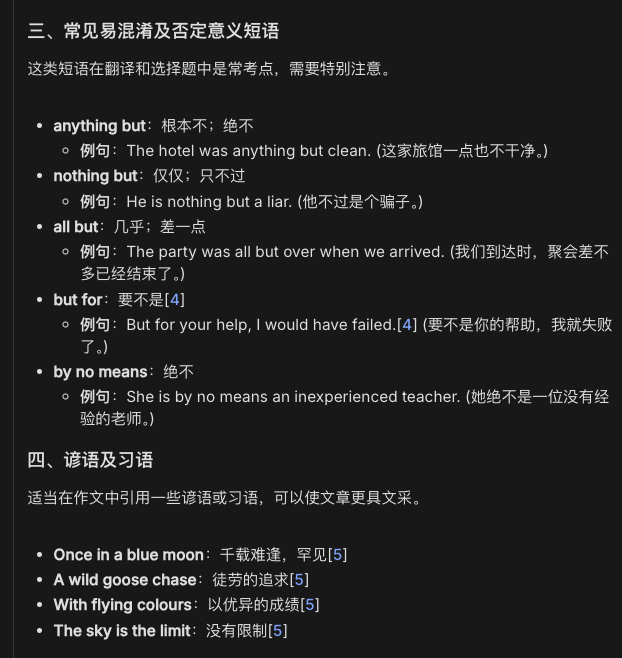 三、常见易混淆及否定意义短语
这类短语在翻译和选择题中是常考点，需要特别注意。
• anything but：根本不；绝不
◦ 例句：The hotel was anything but clean. (这家旅馆一点也不干净。)
• nothing but：仅仅；只不过
◦ 例句：He is nothing but a liar. (他不过是个骗子。)
• all but：几乎；差一点
◦ 例句：The party was all but over when we arrived. (我们到达时，聚会差不
多已经结束了。)
• but for：要不是[4]
◦ 例句：But for your help, I would have failed.[4] (要不是你的帮助，我就失败
了。)
• by no means：绝不
◦ 例句：She is by no means an inexperienced teacher. (她绝不是一位没有经
验的老师。)
四、谚语及习语
适当在作文中引用一些谚语或习语，可以使文章更具文采。
• Once in a blue moon：千载难逢，罕见[5]
• A wild goose chase：徒劳的追求[5]
• With flying colours：以优异的成绩[5]
• The sky is the limit：没有限制[5]